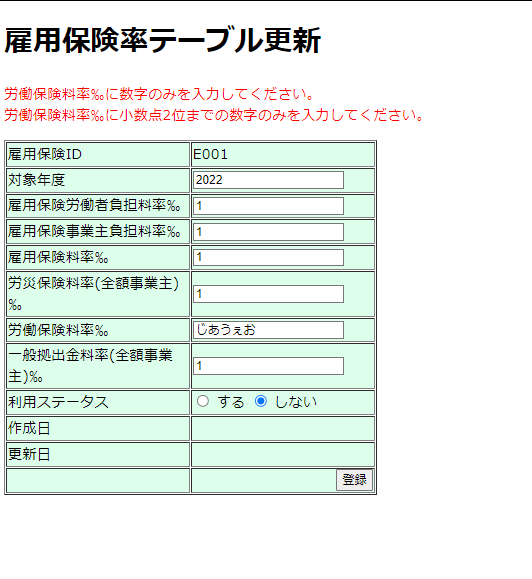 雇用保険率テーブル更新
労働保険料率‰に数字のみを入力してください。
労働保険料率‰に小数点2位までの数字のみを入力してください。
雇用保険ID E001
対象年度 2022
雇用保険労働者負担料率‰ 1
雇用保険事業主負担料率‰ 1
雇用保険料率‰ 1
労災保険料率(全額事業主)
‰ 1
労働保険料率‰ じあうぇお
一般拠出金料率(全額事業
主)‰ 1
利用ステータス する しない
作成日
更新日
登録